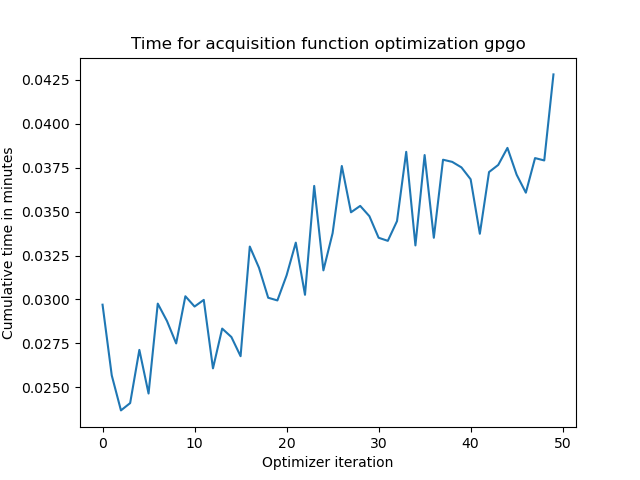 Time for acquisition function optimization gpgo
Cumulative time in minutes
0.0425
0.0400
0.0375
0.0350
0.0325
0.0300
0.0275
0.0250
0 10 20 30 40 50
Optimizer iteration